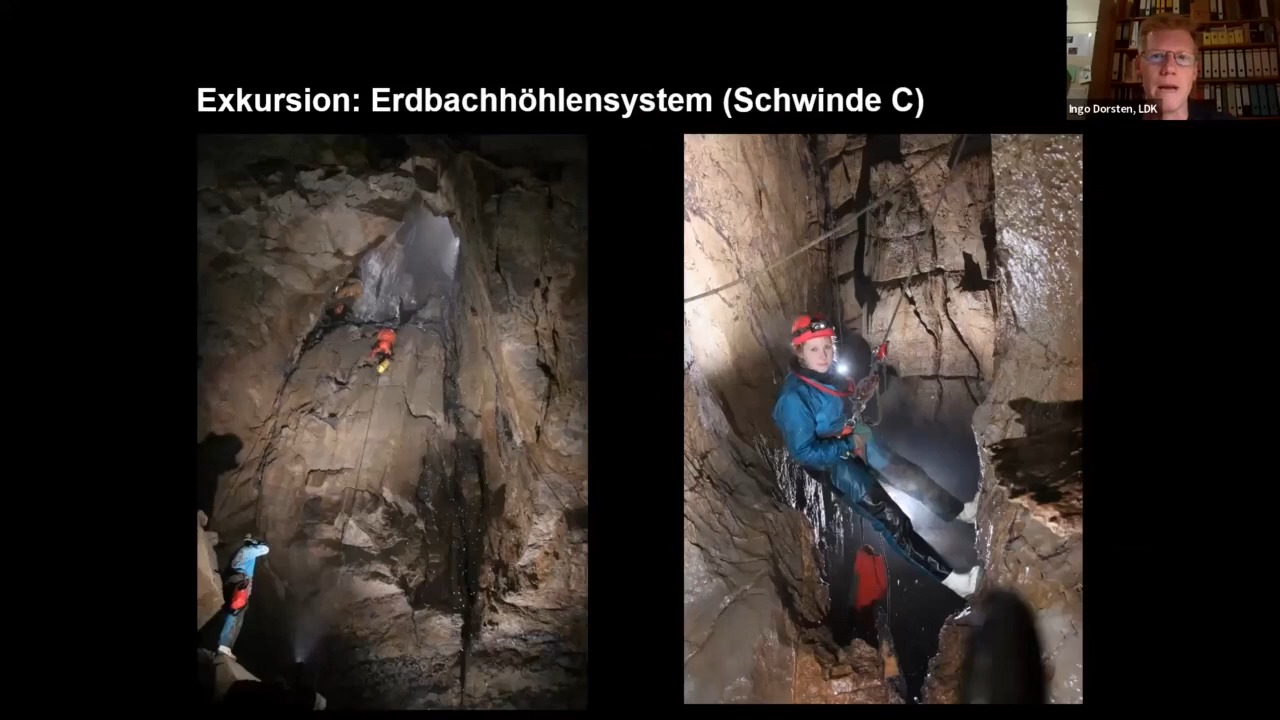 Exkursion: Erdbachhöhlensystem (Schwinde C)
Ingo Dorsten, LDK